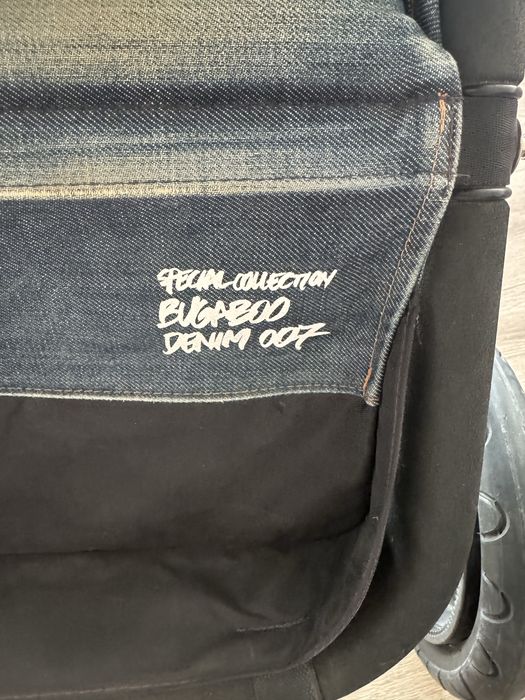 SPECIAL COLLECTION
BUGABOO
DENIM 007